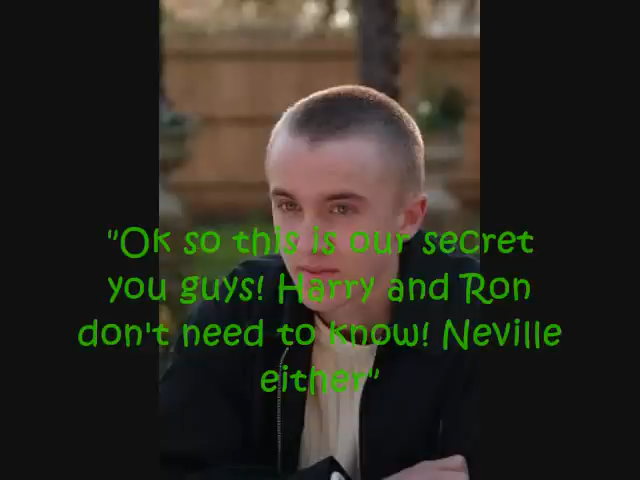 "Ok so this is our secret
you guys! Harry and Ron
don't need to know! Neville
either"